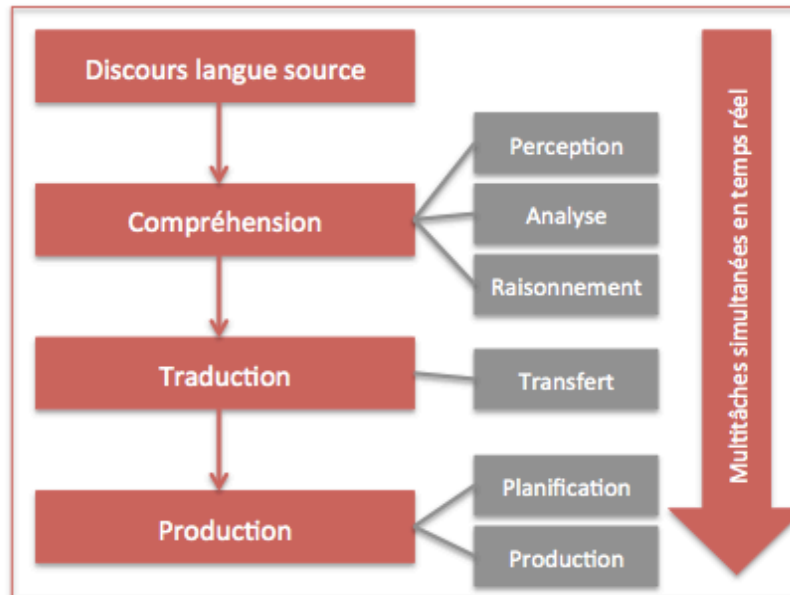 Discours langue source
Compréhension
Perception
Analyse
Raisonnement
Traduction
Transfert
Production
Planification
Production
Multitâches simultanées en temps réel